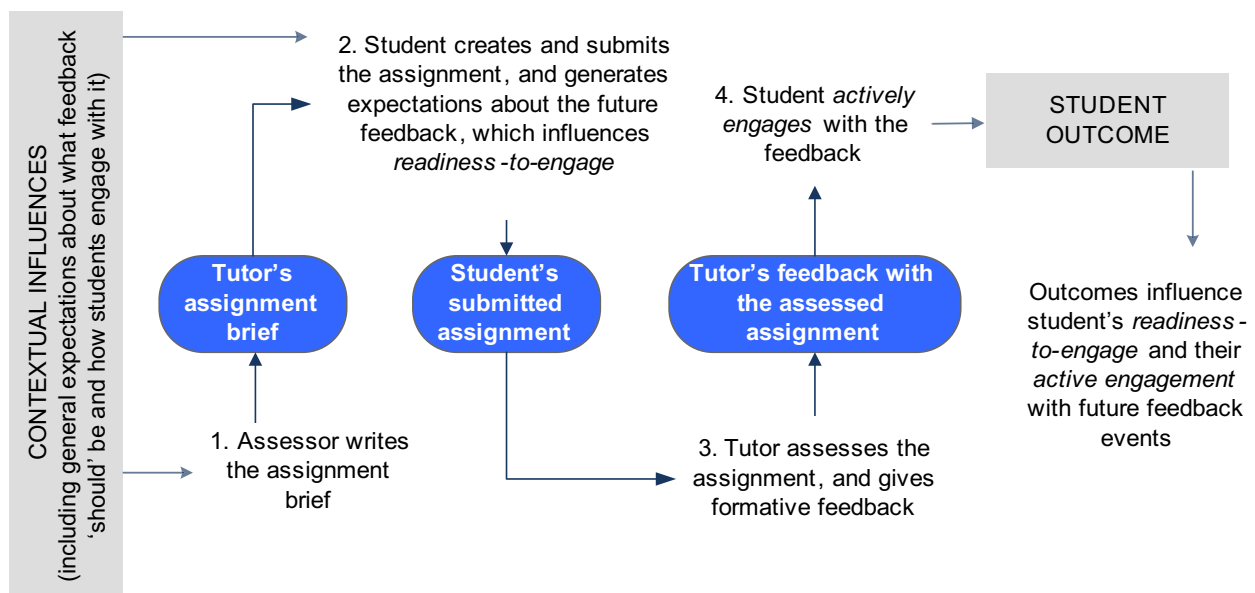 CONTEXTUAL INFLUENCES
(including general expectations about what feedback
‘should’ be and how students engage with it)
2. Student creates and submits
the assignment, and generates
expectations about the future
feedback, which influences
readiness-to-engage
4. Student actively
engages with the
feedback
STUDENT
OUTCOME
Tutor’s
assignment
brief
Student’s
submitted
assignment
Tutor’s feedback with
the assessed
assignment
Outcomes influence
student’s readiness-
to-engage and their
active engagement
with future feedback
events
1. Assessor writes
the assignment
brief
3. Tutor assesses the
assignment, and gives
formative feedback